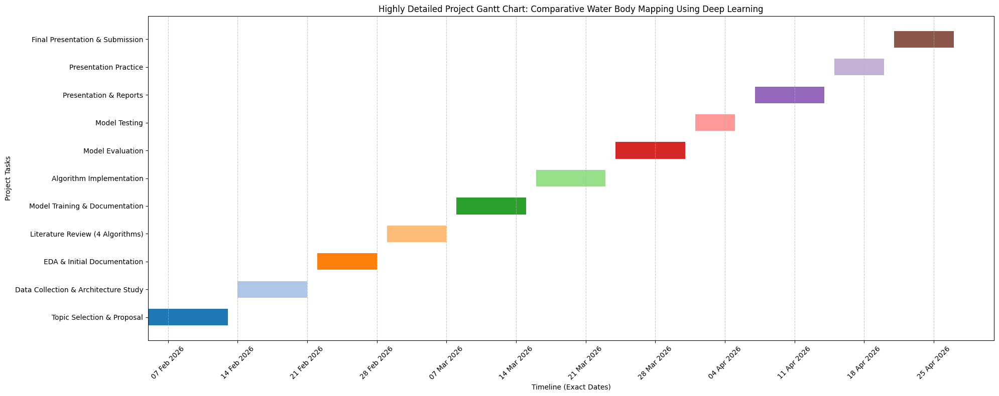 Highly Detailed Project Gantt Chart: Comparative Water Body Mapping Using Deep Learning
Project Tasks
Final Presentation & Submission
Presentation Practice
Presentation & Reports
Model Testing
Model Evaluation
Algorithm Implementation
Model Training & Documentation
Literature Review (4 Algorithms)
EDA & Initial Documentation
Data Collection & Architecture Study
Topic Selection & Proposal
07 Feb 2026
14 Feb 2026
21 Feb 2026
28 Feb 2026
07 Mar 2026
14 Mar 2026
21 Mar 2026
28 Mar 2026
04 Apr 2026
11 Apr 2026
18 Apr 2026
25 Apr 2026
Timeline (Exact Dates)